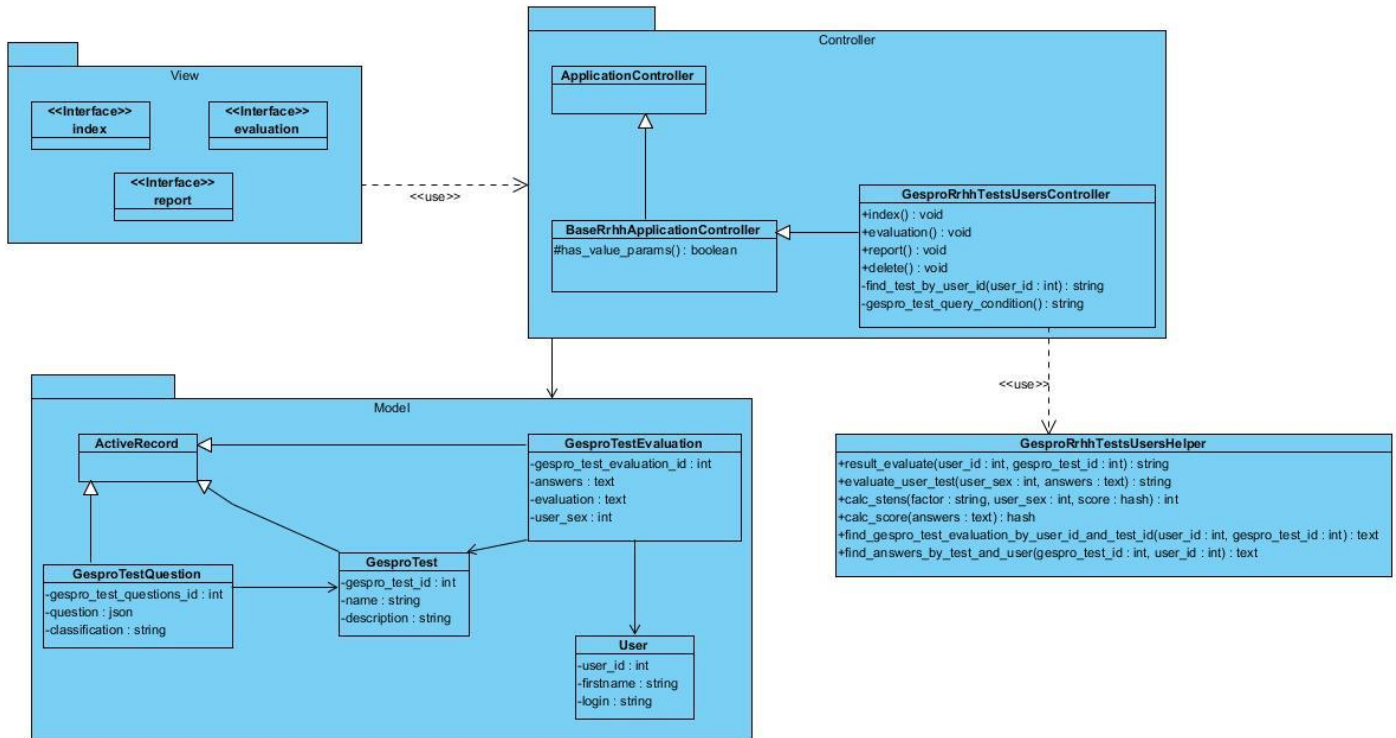 View
<<Interface>>
index
<<Interface>>
evaluation
<<Interface>>
report
<<use>>
Controller
ApplicationController
BaseRrhhApplicationController
#has_value_params() : boolean
GesproRrhhTestsUsersController
+index() : void
+evaluation() : void
+report() : void
+delete() : void
-find_test_by_user_id(user_id : int) : string
-gespro_test_query_condition() : string
<<use>>
Model
ActiveRecord
GesproTestEvaluation
-gespro_test_evaluation_id : int
-answers : text
-evaluation : text
-user_sex : int
GesproTestQuestion
-gespro_test_questions_id : int
-question : json
-classification : string
GesproTest
-gespro_test_id : int
-name : string
-description : string
User
-user_id : int
-firstname : string
-login : string
GesproRrhhTestsUsersHelper
+result_evaluate(user_id : int, gespro_test_id : int) : string
+evaluate_user_test(user_sex : int, answers : text) : string
+calc_stens(factor : string, user_sex : int, score : hash) : int
+calc_score(answers : text) : hash
+find_gespro_test_evaluation_by_user_id_and_test_id(user_id : int, gespro_test_id : int) : text
+find_answers_by_test_and_user(gespro_test_id : int, user_id : int) : text